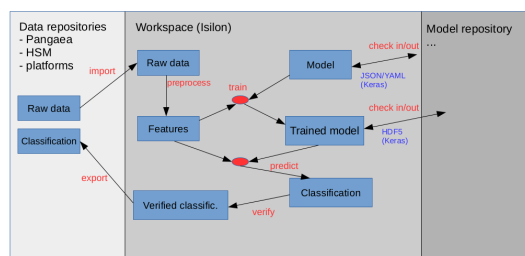 Data repositories
- Pangaea
- HSM
- platforms
Raw data
Classification
import
export
Workspace (Isilon)
Raw data
preprocess
Features
train
Model
Trained model
predict
Classification
verify
Verified classific.
check in/out
JSON/YAML
(Keras)
check in/out
HDF5
(Keras)
Model repository
...